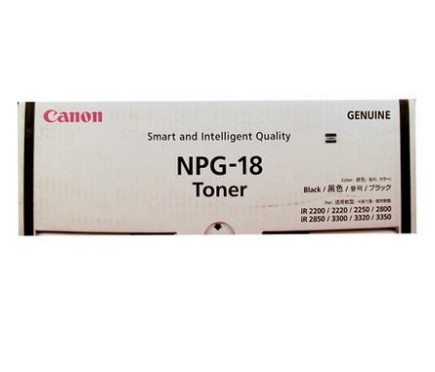 Canon
GENUINE
Smart and Intelligent Quality
NPG-18
Toner
Color:
Black / 黑色 / 블랙 / ブラック
iR 2200 / 2220 / 2250 / 2800
iR 2850 / 3300 / 3320 / 3350